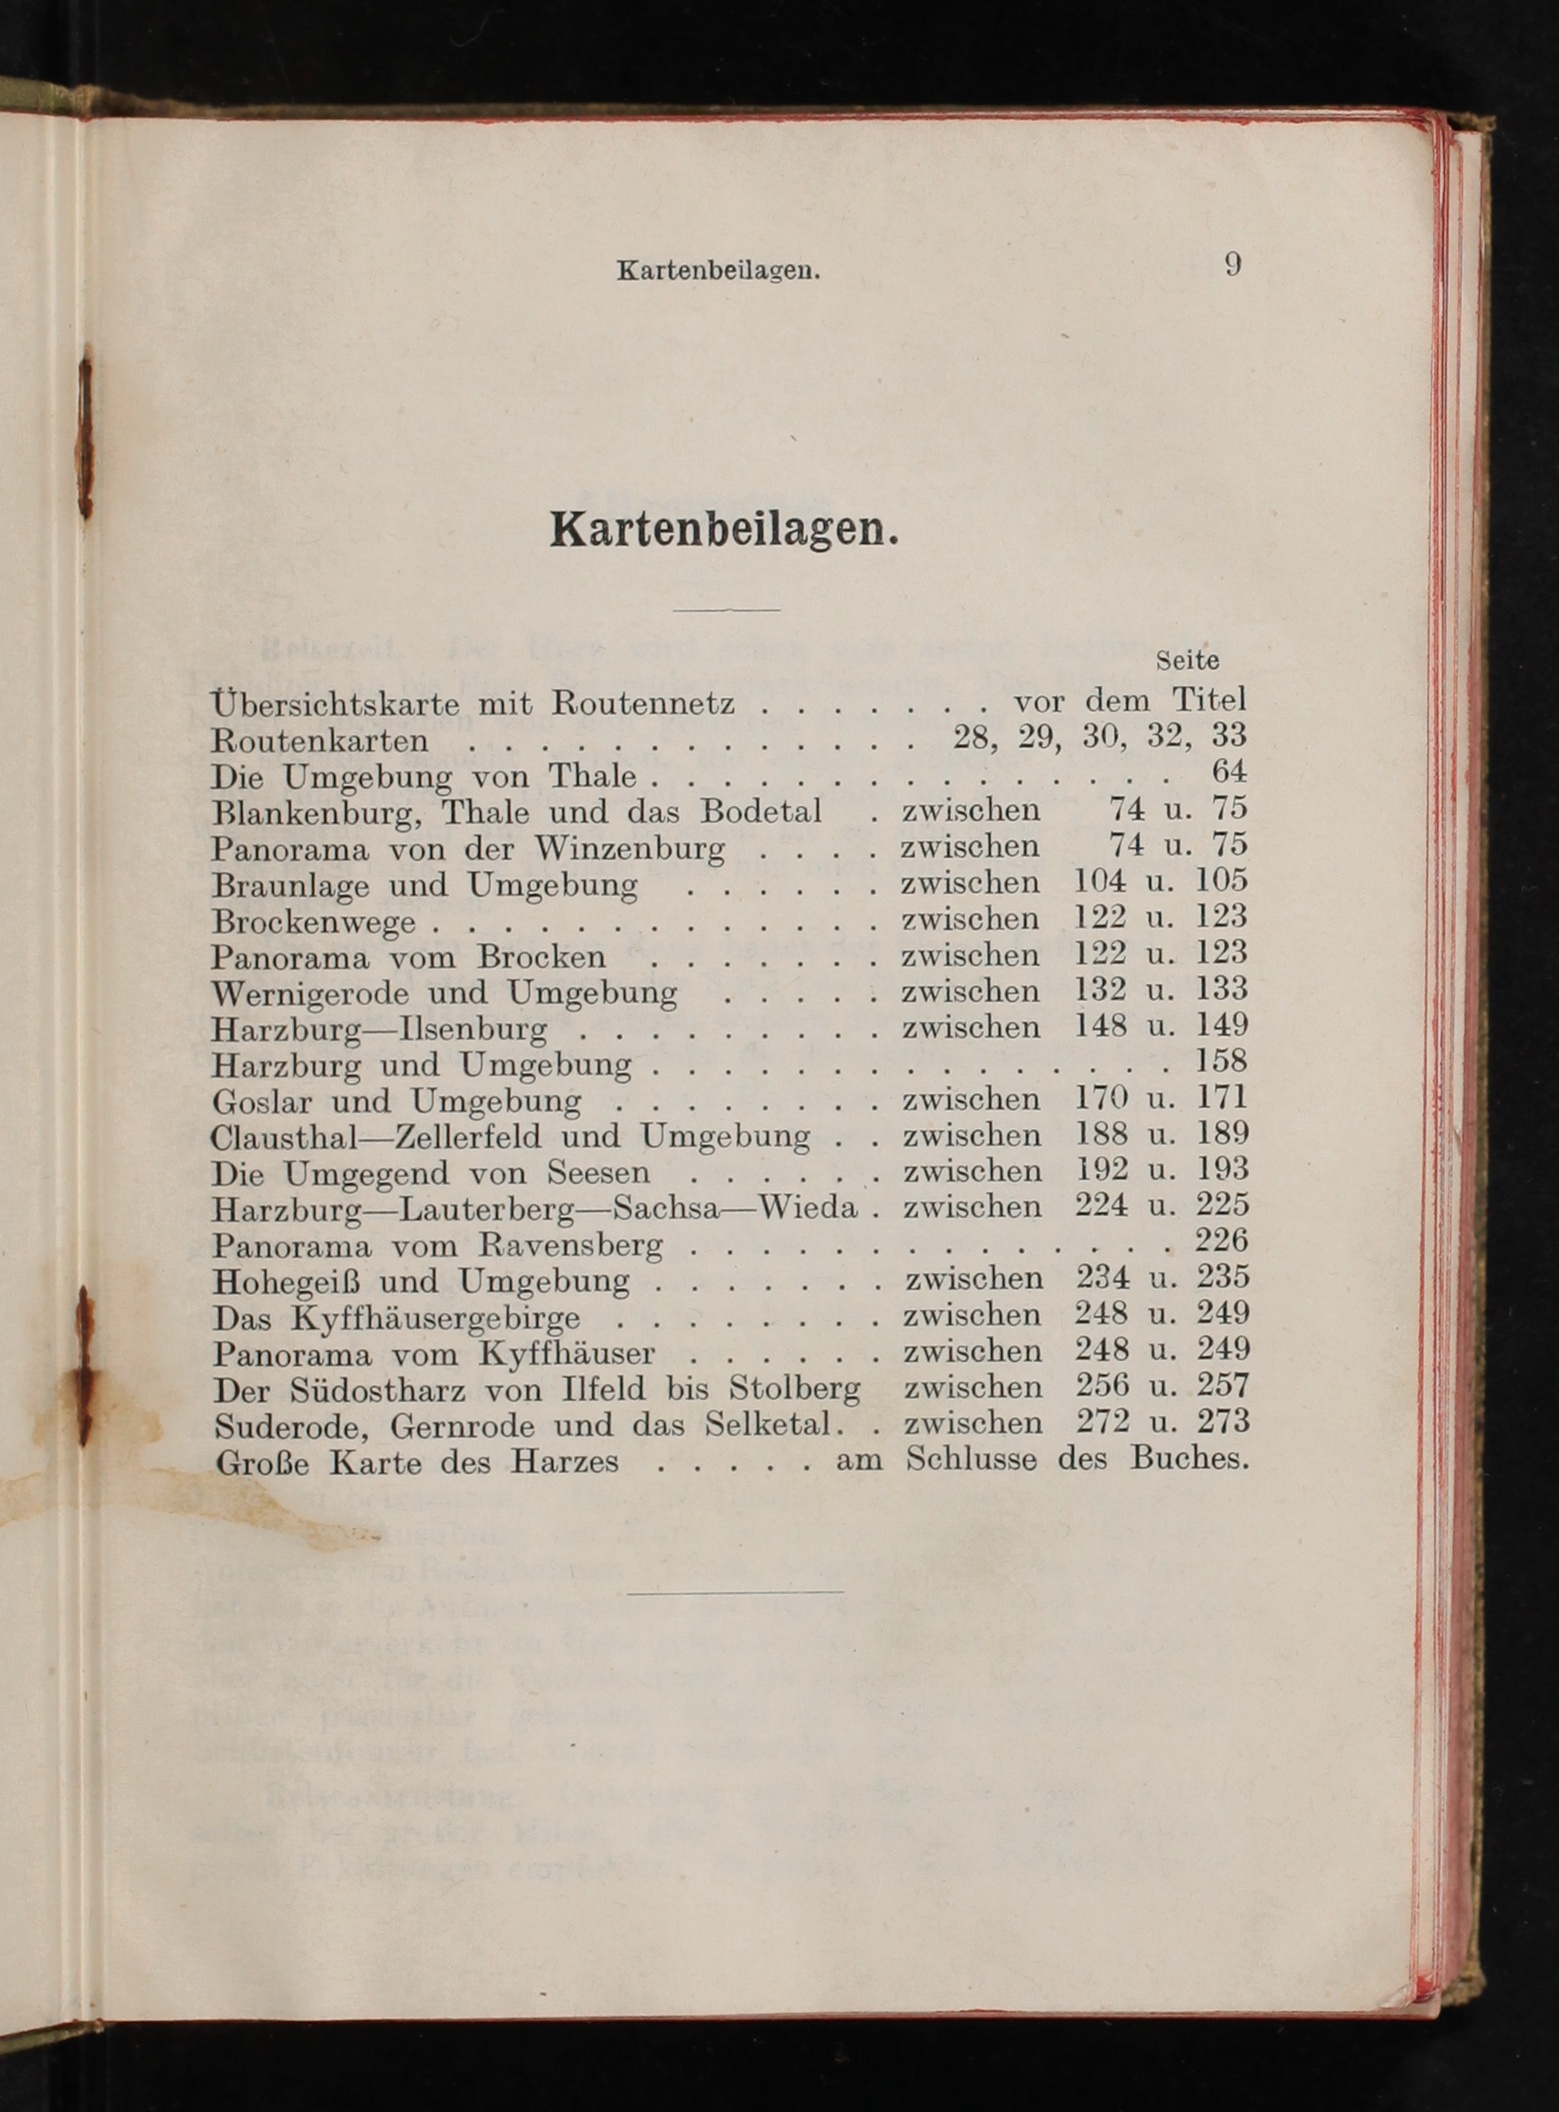 Kartenbeilagen. 9
Kartenbeilagen.
Seite
Übersichtskarte mit Routennetz . . . . . . . vor dem Titel
Routenkarten . . . . . . . . . . . . . 28, 29, 30, 32, 33
Die Umgebung von Thale . . . . . . . . . . . . . . . 64
Blankenburg, Thale und das Bodetal . zwischen 74 u. 75
Panorama von der Winzenburg . . . . zwischen 74 u. 75
Braunlage und Umgebung . . . . . . zwischen 104 u. 105
Brockenwege . . . . . . . . . . . . . zwischen 122 u. 123
Panorama vom Brocken . . . . . . . zwischen 122 u. 123
Wernigerode und Umgebung . . . . . zwischen 132 u. 133
Harzburg—Ilsenburg . . . . . . . . . zwischen 148 u. 149
Harzburg und Umgebung . . . . . . . . . . . . . . . 158
Goslar und Umgebung . . . . . . . . zwischen 170 u. 171
Clausthal—Zellerfeld und Umgebung . . zwischen 188 u. 189
Die Umgegend von Seesen . . . . . . zwischen 192 u. 193
Harzburg—Lauterberg—Sachsa—Wieda . zwischen 224 u. 225
Panorama vom Ravensberg . . . . . . . . . . . . . . 226
Hohegeiß und Umgebung . . . . . . . zwischen 234 u. 235
Das Kyffhäusergebirge . . . . . . . . zwischen 248 u. 249
Panorama vom Kyffhäuser . . . . . . zwischen 248 u. 249
Der Südostharz von Ilfeld bis Stolberg zwischen 256 u. 257
Suderode, Gernrode und das Selketal. . zwischen 272 u. 273
Große Karte des Harzes . . . . . am Schlusse des Buches.